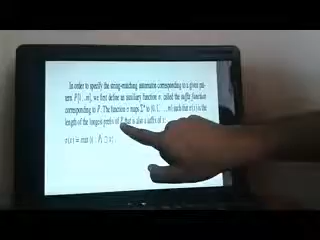 In order to specify the string-matching automaton corresponding to a given pat-
tern P[1..m], we first define an auxiliary function σ, called the suffix function
corresponding to P. The function σ maps Σ* to {0, 1, ..., m} such that σ(x) is the
length of the longest prefix of P that is also a suffix of x:
σ(x) = max {k : Pₖ ⊐ x} .